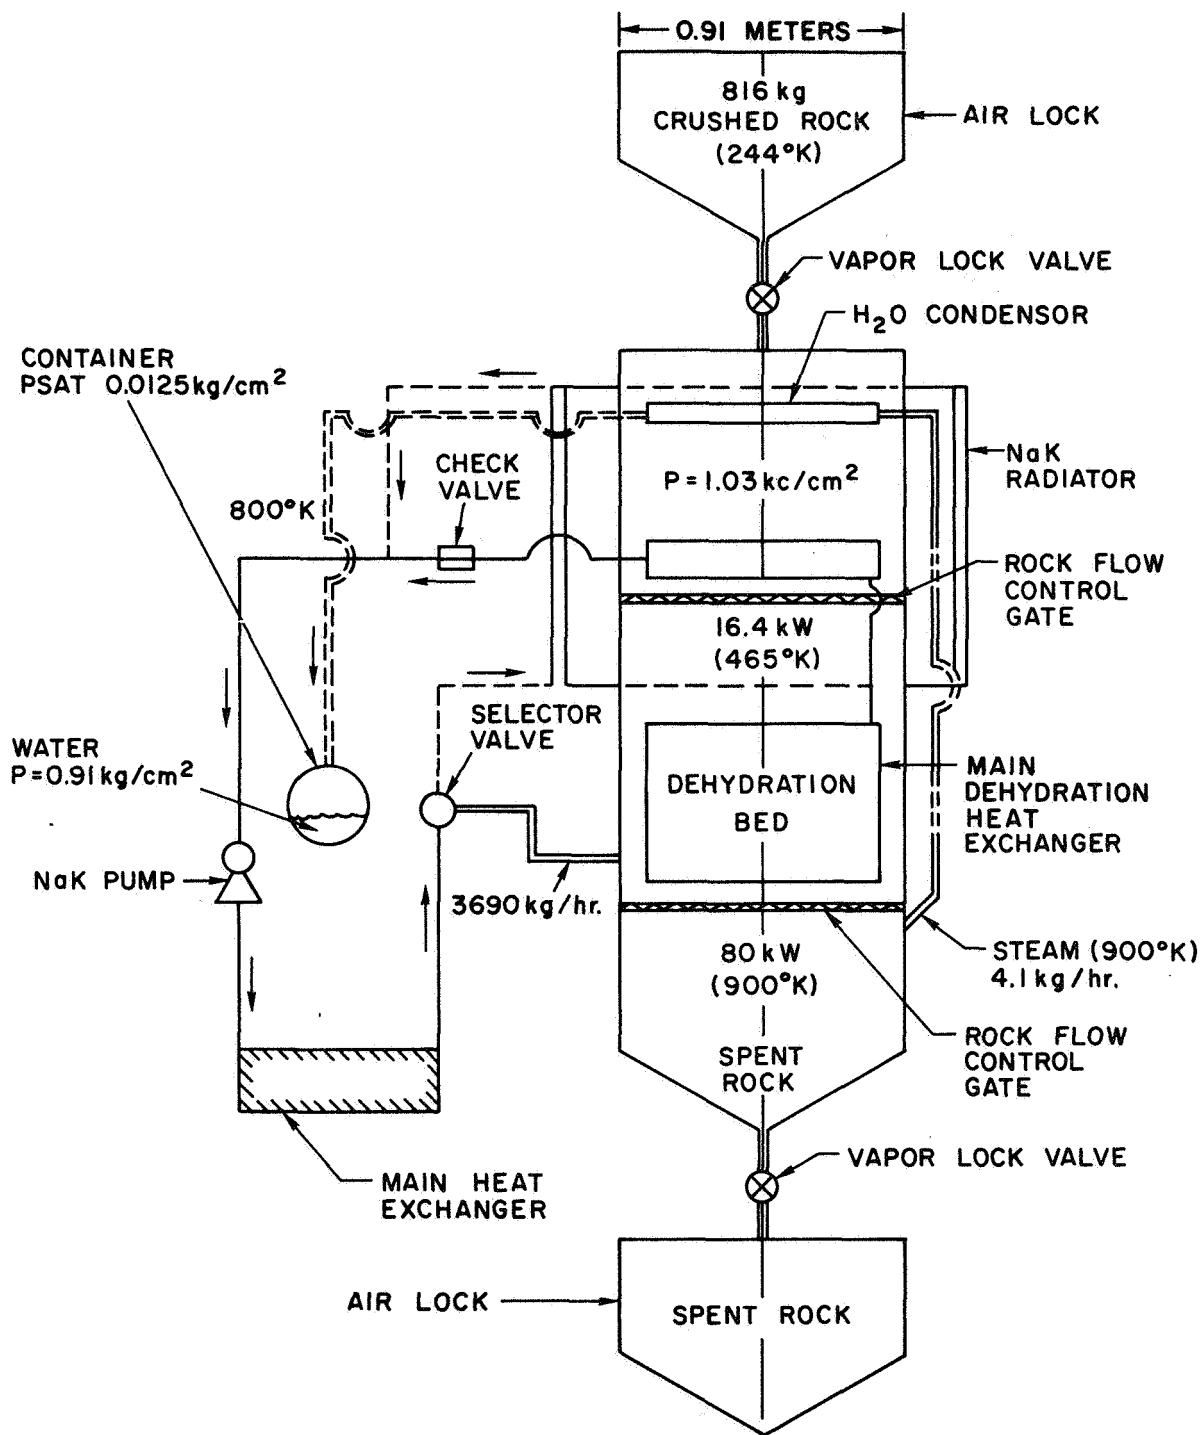 0.91 METERS
816 kg
CRUSHED ROCK
(244°K)
AIR LOCK
VAPOR LOCK VALVE
H₂O CONDENSOR
CONTAINER
PSAT 0.0125 kg/cm²
CHECK
VALVE
800°K
P = 1.03 kc/cm²
NaK
RADIATOR
ROCK FLOW
CONTROL
GATE
16.4 kW
(465°K)
SELECTOR
VALVE
WATER
P=0.91 kg/cm²
DEHYDRATION
BED
MAIN
DEHYDRATION
HEAT
EXCHANGER
NaK PUMP
3690 kg/hr.
80 kW
(900°K)
STEAM (900°K)
4.1 kg/hr.
SPENT
ROCK
ROCK FLOW
CONTROL
GATE
MAIN HEAT
EXCHANGER
VAPOR LOCK VALVE
AIR LOCK
SPENT ROCK